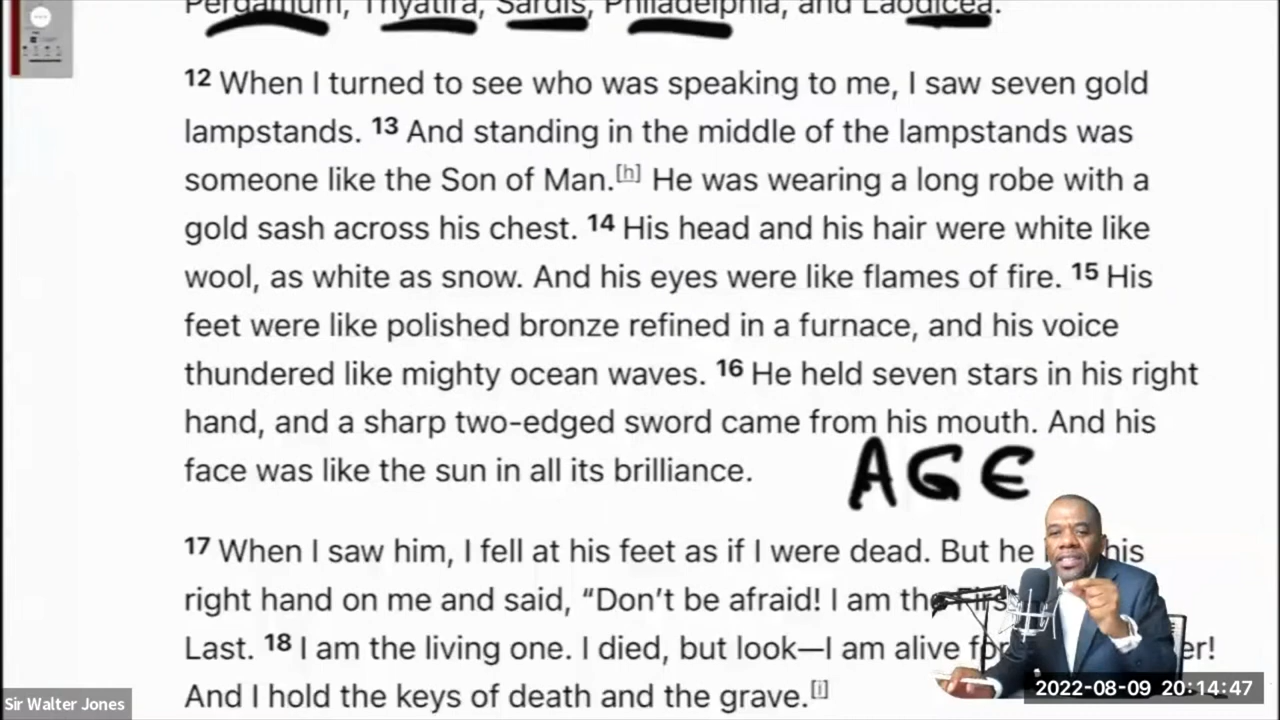 Pergamum, Thyatira, Sardis, Philadelphia, and Laodicea.
12 When I turned to see who was speaking to me, I saw seven gold
lampstands. 13 And standing in the middle of the lampstands was
someone like the Son of Man.[h] He was wearing a long robe with a
gold sash across his chest. 14 His head and his hair were white like
wool, as white as snow. And his eyes were like flames of fire. 15 His
feet were like polished bronze refined in a furnace, and his voice
thundered like mighty ocean waves. 16 He held seven stars in his right
hand, and a sharp two-edged sword came from his mouth. And his
face was like the sun in all its brilliance.
AGE
17 When I saw him, I fell at his feet as if I were dead. But he his
right hand on me and said, “Don’t be afraid! I am the Firs
Last. 18 I am the living one. I died, but look—I am alive for er!
And I hold the keys of death and the grave.[i]
Sir Walter Jones
2022-08-09 20:14:47